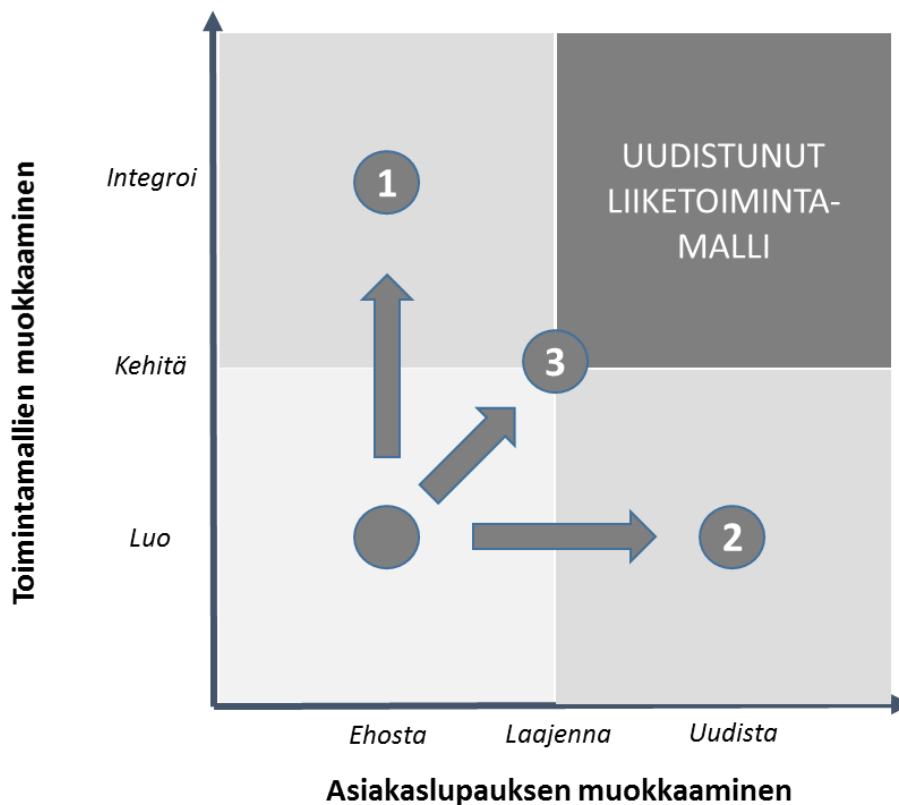 Toimintamallien muokkaaminen
Integroi
Kehitä
Luo
1
UUDISTUNUT
LIIKETOIMINTA-
MALLI
3
2
Ehosta
Laajenna
Uudista
Asiakaslupauksen muokkaaminen